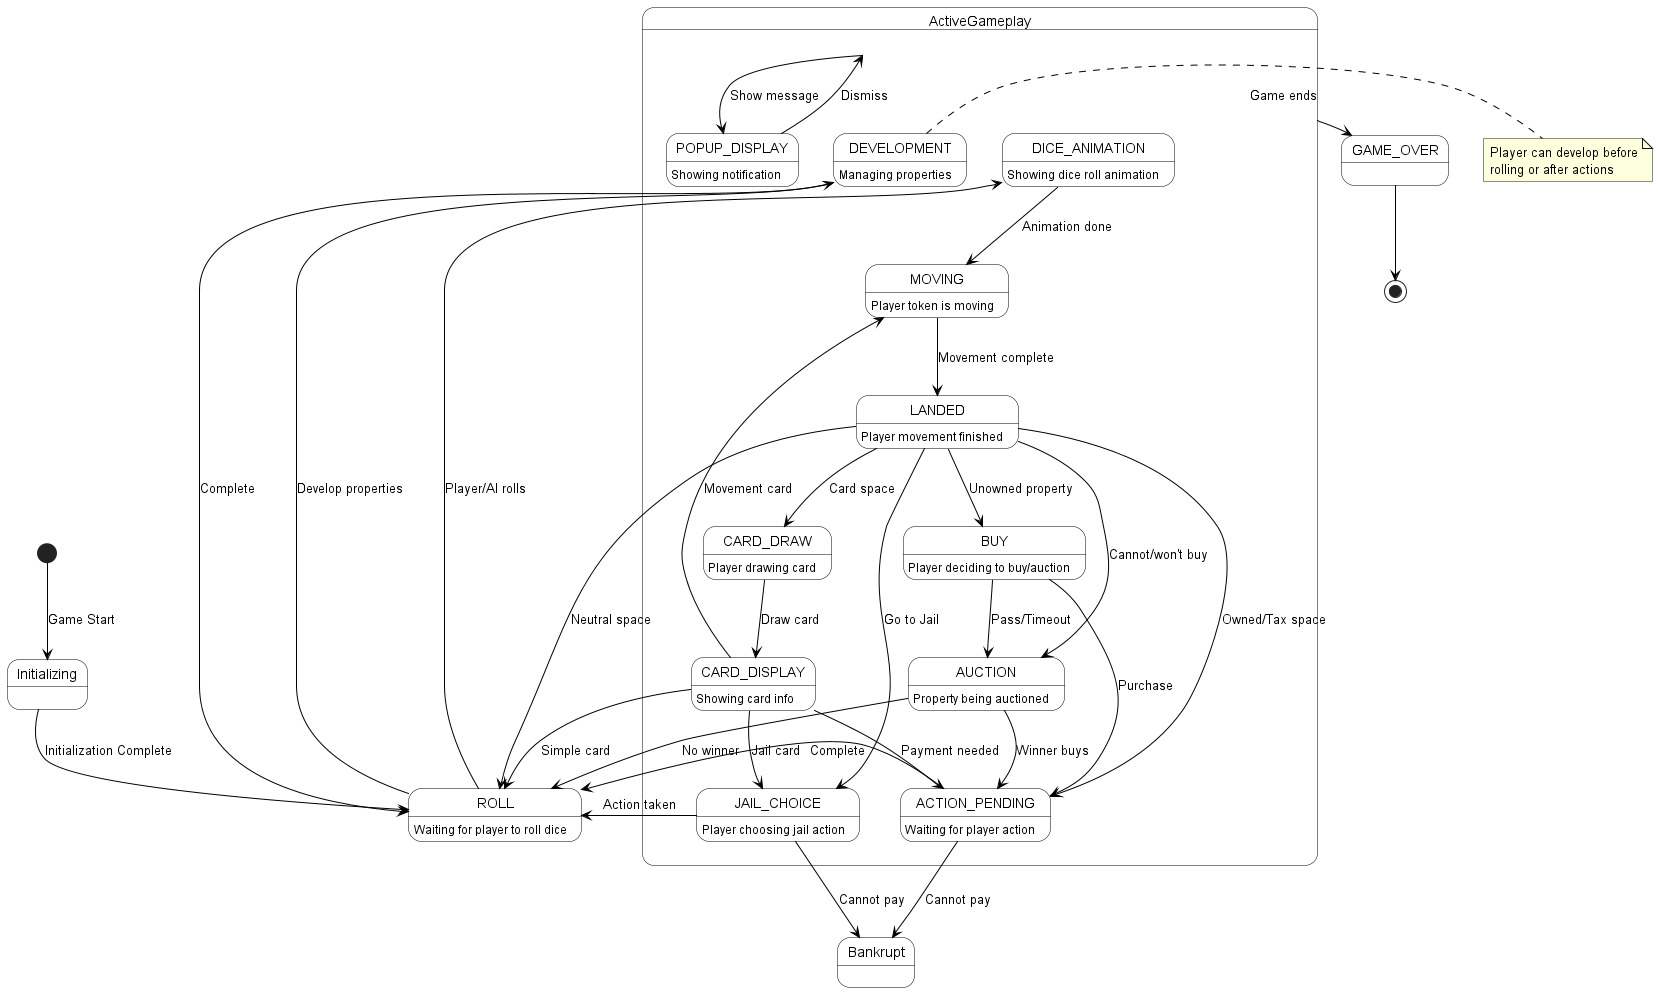 ActiveGameplay
Show message
Dismiss
Game ends
POPUP_DISPLAY
Showing notification
DEVELOPMENT
Managing properties
DICE_ANIMATION
Showing dice roll animation
GAME_OVER
Player can develop before
rolling or after actions
Animation done
MOVING
Player token is moving
Movement complete
LANDED
Player movement finished
Complete
Develop properties
Player/AI rolls
Movement card
Card space
Unowned property
CARD_DRAW
Player drawing card
BUY
Player deciding to buy/auction
Cannot/won't buy
Game Start
Neutral space
Draw card
Go to Jail
Pass/Timeout
Owned/Tax space
Initializing
CARD_DISPLAY
Showing card info
AUCTION
Property being auctioned
Purchase
Initialization Complete
Simple card
No winner
Jail card
Complete
Payment needed
Winner buys
ROLL
Waiting for player to roll dice
Action taken
JAIL_CHOICE
Player choosing jail action
ACTION_PENDING
Waiting for player action
Cannot pay
Cannot pay
Bankrupt